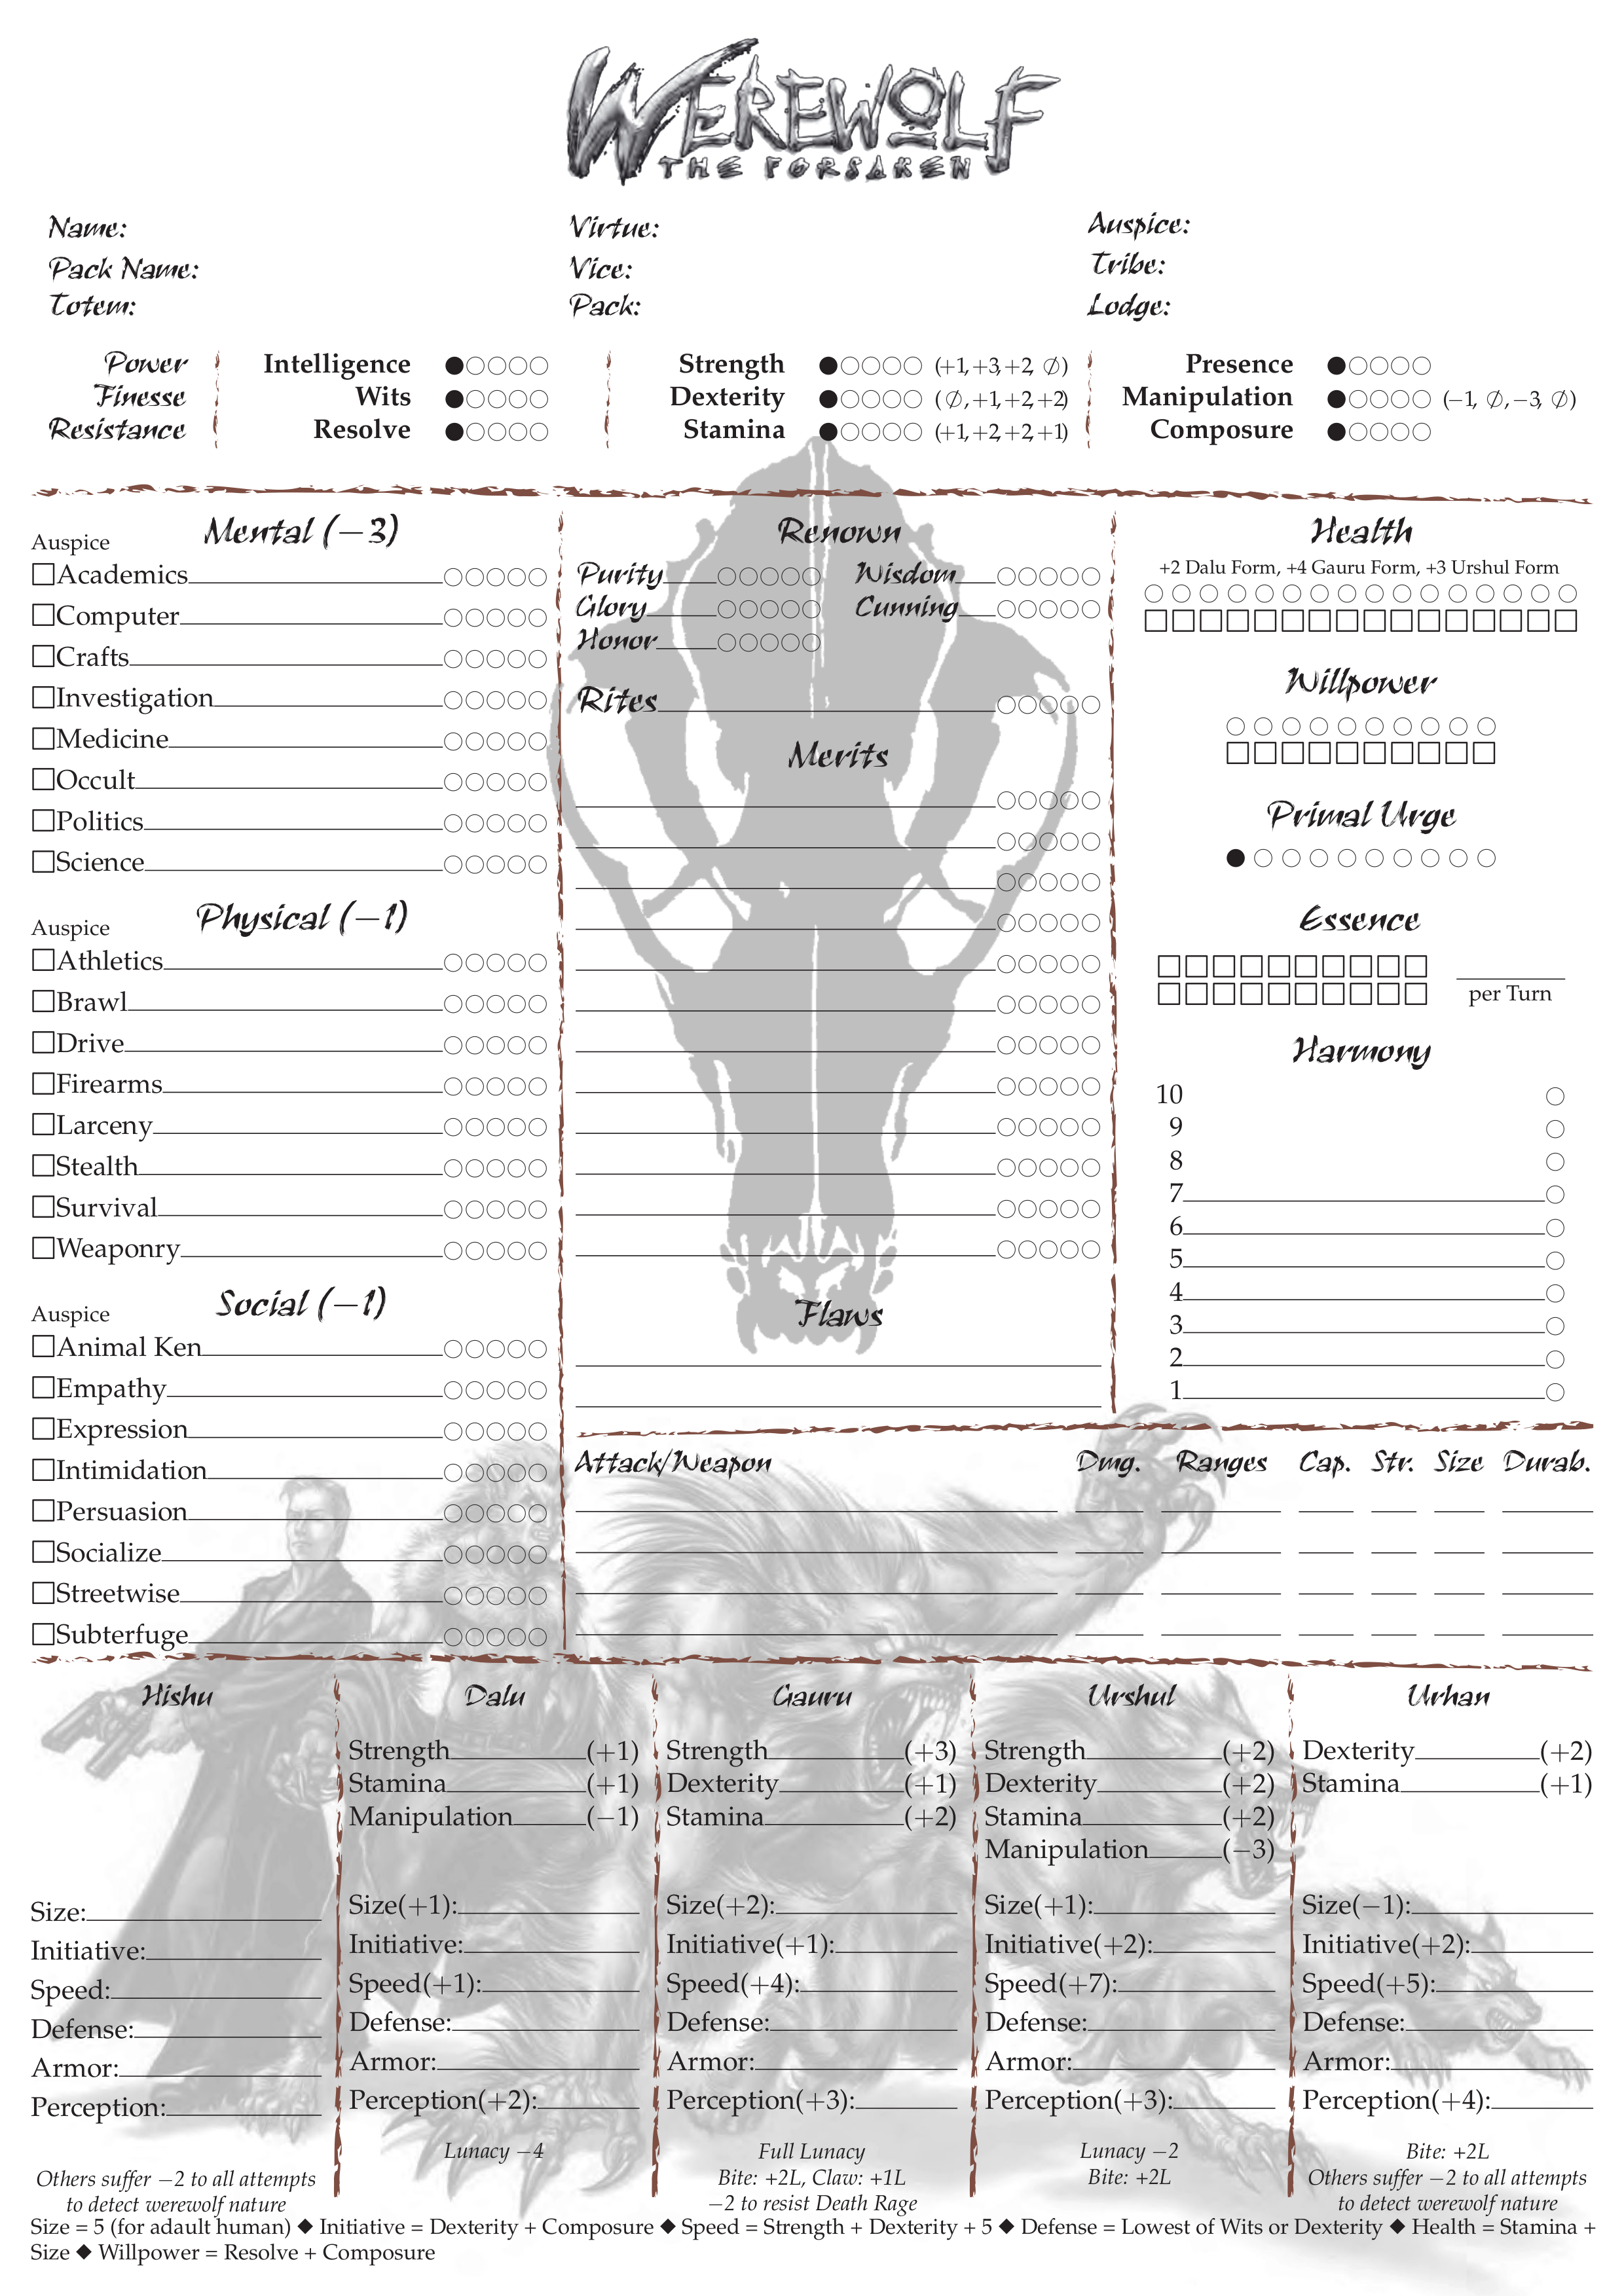 WEREWOLF
THE FORSAKEN
Name:
Pack Name:
Totem:
Virtue:
Vice:
Pack:
Auspice:
Tribe:
Lodge:
Power
Finesse
Resistance
Intelligence
Wits
Resolve
Strength (+1,+3,+2, ∅)
Dexterity (∅,+1,+2,+2)
Stamina (+1,+2,+2,+1)
Presence
Manipulation (−1, ∅,−3, ∅)
Composure
Mental (−3)
Auspice
Academics
Computer
Crafts
Investigation
Medicine
Occult
Politics
Science
Physical (−1)
Auspice
Athletics
Brawl
Drive
Firearms
Larceny
Stealth
Survival
Weaponry
Social (−1)
Auspice
Animal Ken
Empathy
Expression
Intimidation
Persuasion
Socialize
Streetwise
Subterfuge
Renown
Purity Wisdom
Glory Cunning
Honor
Rites
Merits
Flaws
Health
+2 Dalu Form, +4 Gauru Form, +3 Urshul Form
Willpower
Primal Urge
Essence
per Turn
Harmony
10
9
8
7
6
5
4
3
2
1
Attack/Weapon Dmg. Ranges Cap. Str. Size Durab.
Hishu
Size:
Initiative:
Speed:
Defense:
Armor:
Perception:
Others suffer −2 to all attempts
to detect werewolf nature
Dalu
Strength (+1)
Stamina (+1)
Manipulation (−1)
Size(+1):
Initiative:
Speed(+1):
Defense:
Armor:
Perception(+2):
Lunacy −4
Gauru
Strength (+3)
Dexterity (+1)
Stamina (+2)
Size(+2):
Initiative(+1):
Speed(+4):
Defense:
Armor:
Perception(+3):
Full Lunacy
Bite: +2L, Claw: +1L
−2 to resist Death Rage
Urshul
Strength (+2)
Dexterity (+2)
Stamina (+2)
Manipulation (−3)
Size(+1):
Initiative(+2):
Speed(+7):
Defense:
Armor:
Perception(+3):
Lunacy −2
Bite: +2L
Urhan
Dexterity (+2)
Stamina (+1)
Size(−1):
Initiative(+2):
Speed(+5):
Defense:
Armor:
Perception(+4):
Bite: +2L
Others suffer −2 to all attempts
to detect werewolf nature
Size = 5 (for adault human) ◆ Initiative = Dexterity + Composure ◆ Speed = Strength + Dexterity + 5 ◆ Defense = Lowest of Wits or Dexterity ◆ Health = Stamina +
Size ◆ Willpower = Resolve + Composure